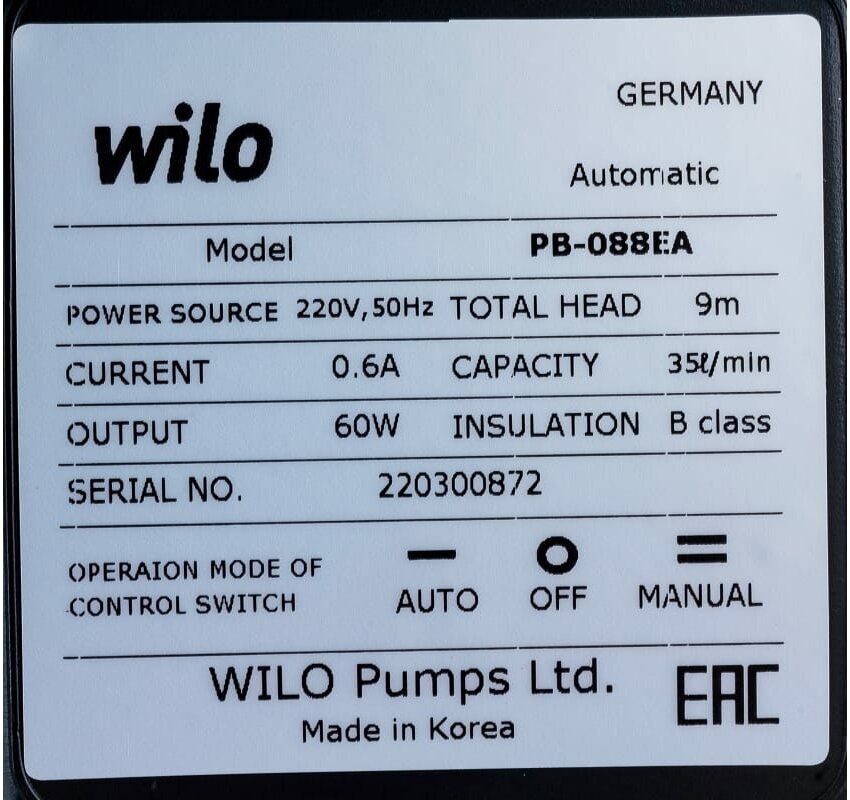 GERMANY
wilo
Automatic
Model PB-088EA
POWER SOURCE 220V,50Hz TOTAL HEAD 9m
CURRENT 0.6A CAPACITY 35ℓ/min
OUTPUT 60W INSULATION B class
SERIAL NO. 220300872
OPERAION MODE OF
CONTROL SWITCH AUTO OFF MANUAL
WILO Pumps Ltd.
Made in Korea
EAC